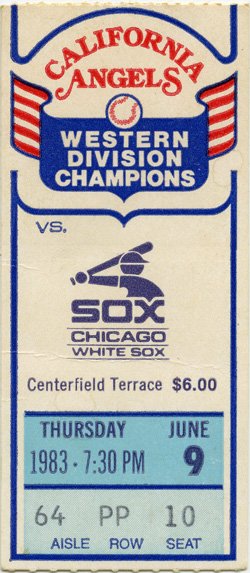 CALIFORNIA
ANGELS
WESTERN
DIVISION
CHAMPIONS
VS.
SOX
CHICAGO
WHITE SOX
Centerfield Terrace $6.00
THURSDAY JUNE
1983 · 7:30 PM 9
64 PP 10
AISLE ROW SEAT